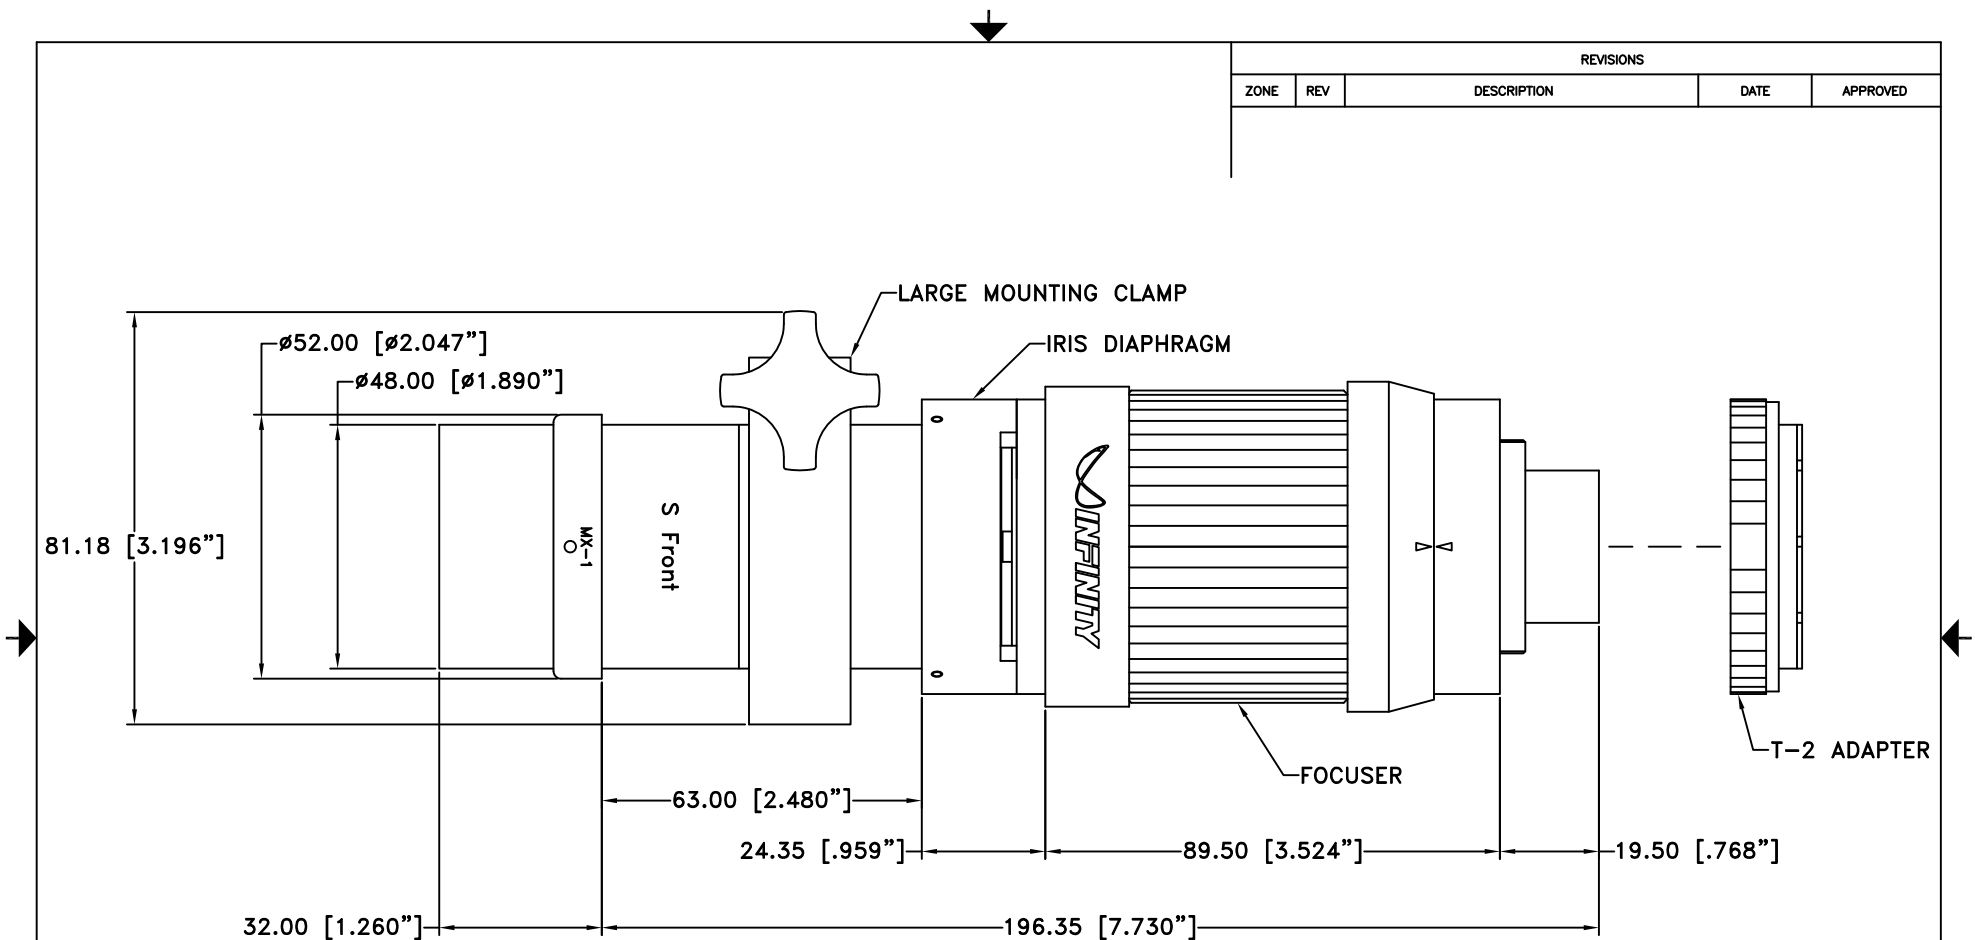 REVISIONS
ZONE REV DESCRIPTION DATE APPROVED
LARGE MOUNTING CLAMP
ø52.00 [ø2.047”]
IRIS DIAPHRAGM
ø48.00 [ø1.890”]
81.18 [3.196”]
MX-1
S Front
INFINITY
T-2 ADAPTER
FOCUSER
63.00 [2.480”]
24.35 [.959”]
89.50 [3.524”]
19.50 [.768”]
32.00 [1.260”]
196.35 [7.730”]